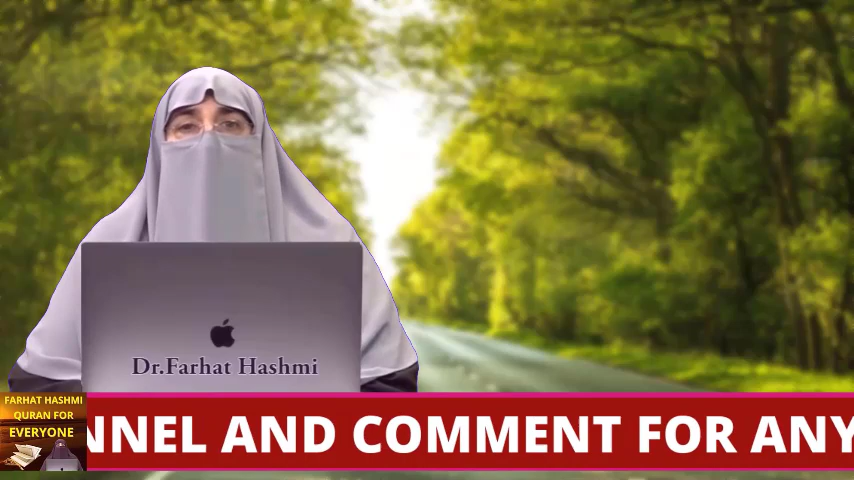 Dr.Farhat Hashmi
FARHAT HASHMI
QURAN FOR
EVERYONE
NNEL AND COMMENT FOR ANY